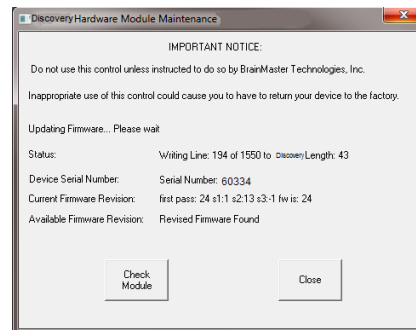 Discovery Hardware Module Maintenance
IMPORTANT NOTICE:
Do not use this control unless instructed to do so by BrainMaster Technologies, Inc.
Inappropriate use of this control could cause you to have to return your device to the factory.
Updating Firmware... Please wait
Status: Writing Line: 194 of 1550 to Discovery Length: 43
Device Serial Number: Serial Number: 60334
Current Firmware Revision: first pass: 24 s1:1 s2:13 s3:-1 fw is: 24
Available Firmware Revision: Revised Firmware Found
Check Module Close